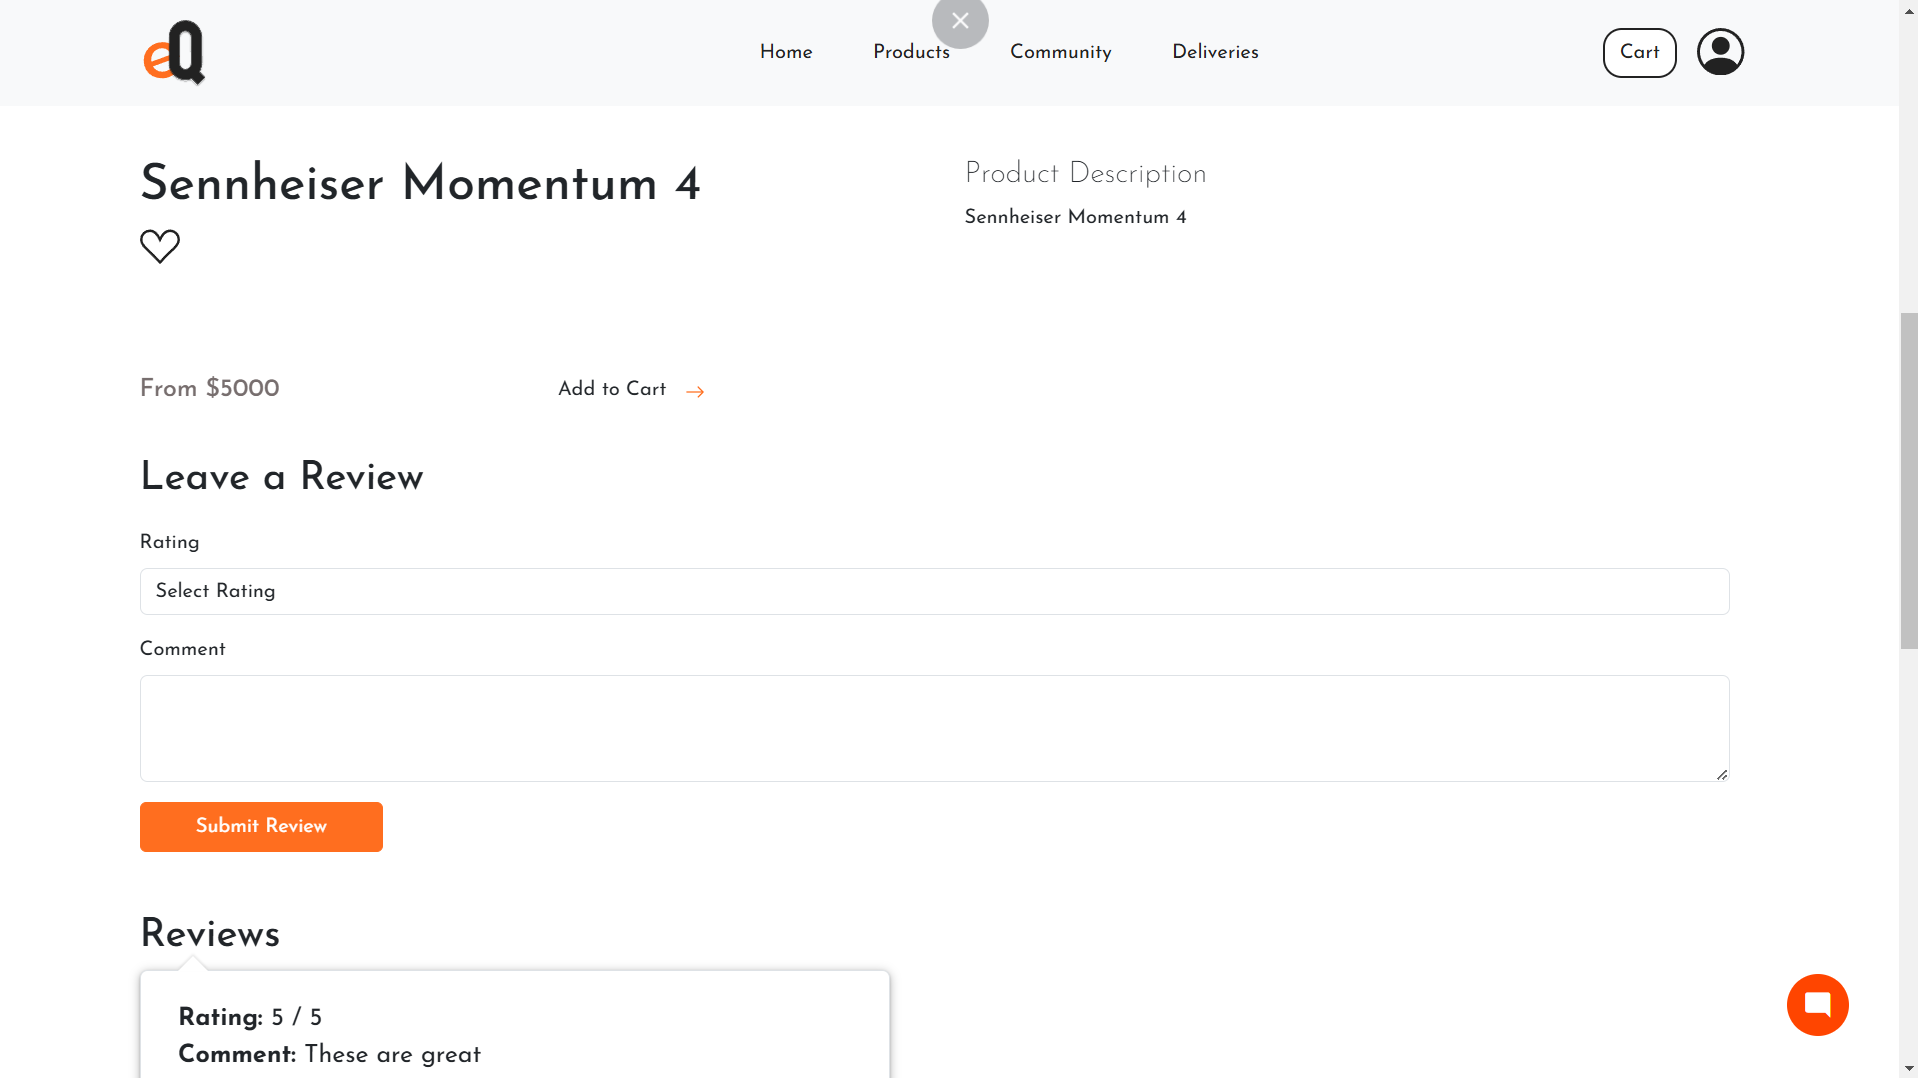 eQ
Home Products Community Deliveries
Cart
Sennheiser Momentum 4
Product Description
Sennheiser Momentum 4
From $5000
Add to Cart
Leave a Review
Rating
Select Rating
Comment
Submit Review
Reviews
Rating: 5 / 5
Comment: These are great